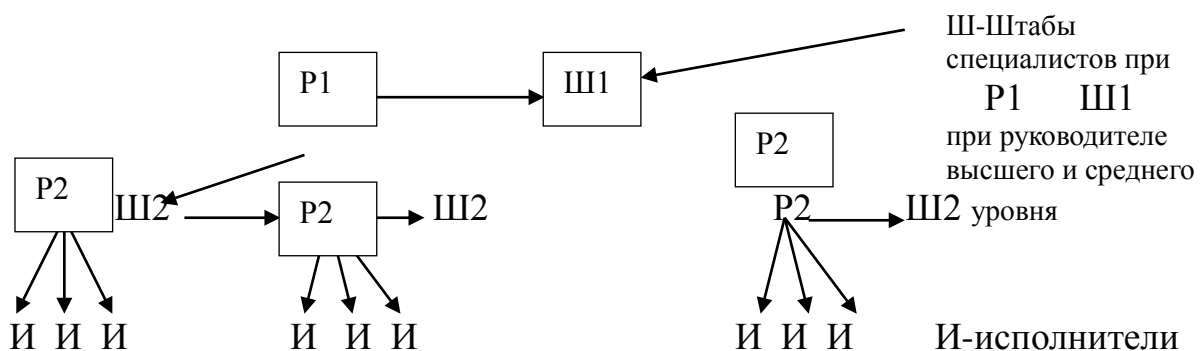 Ш-Штабы
специалистов при
Р1 Ш1
Р1 Ш1
при руководителе
Р2
высшего и среднего
Р2 Ш2 Р2 Ш2 Р2 Ш2 уровня
И И И И И И И И И И-исполнители